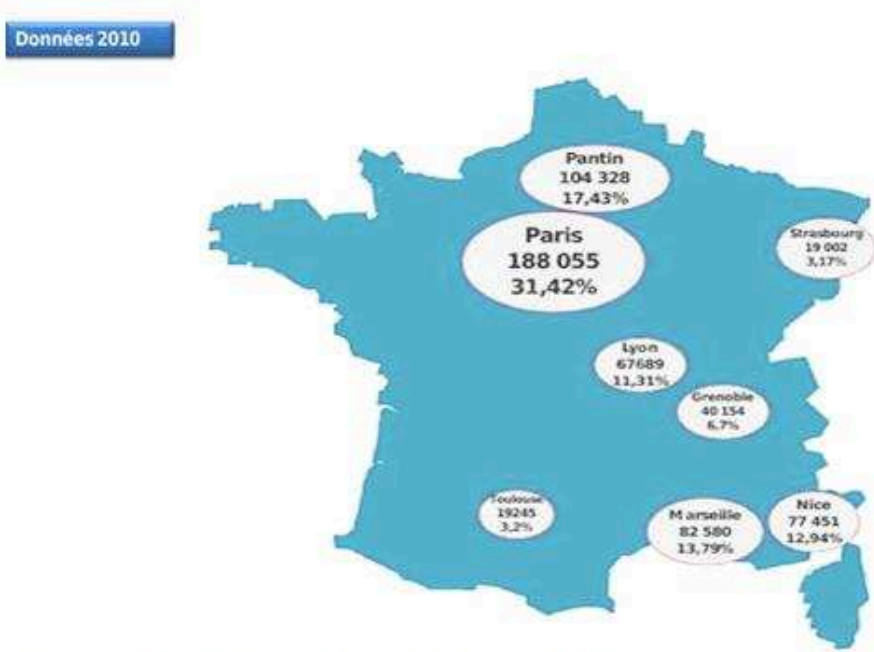 Données 2010
Pantin
104 328
17,43%
Paris
188 055
31,42%
Strasbourg
19 002
3,17%
Lyon
67689
11,31%
Grenoble
40 154
6,7%
Toulouse
19245
3,2%
Marseille
82 580
13,79%
Nice
77 451
12,94%